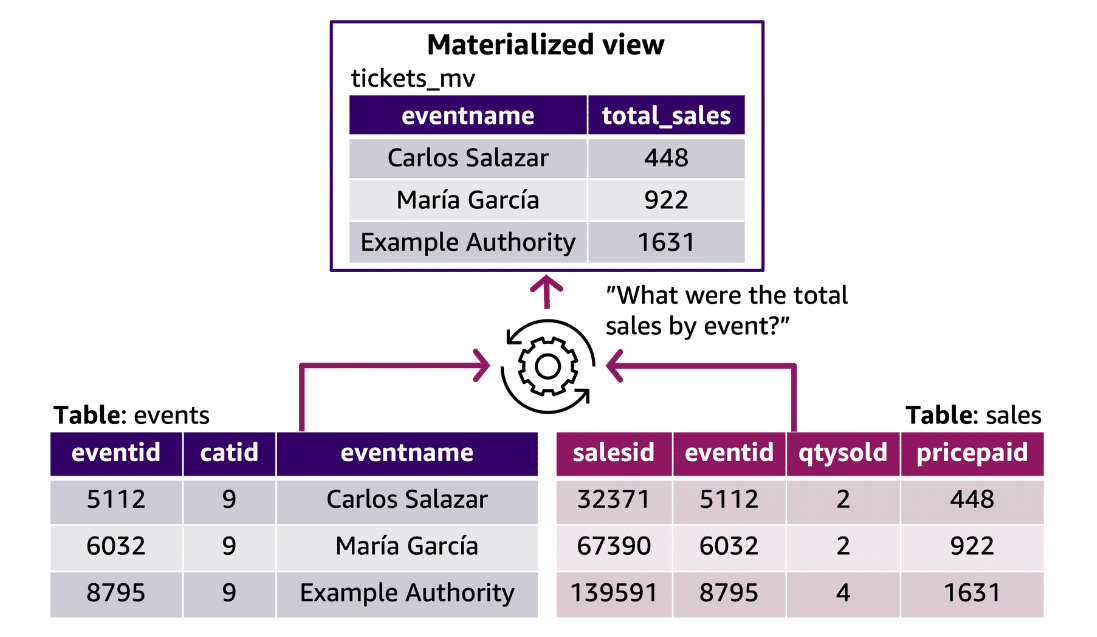 Materialized view
tickets_mv
eventname total_sales
Carlos Salazar 448
María García 922
Example Authority 1631
”What were the total
sales by event?”
Table: events
eventid catid eventname
5112 9 Carlos Salazar
6032 9 María García
8795 9 Example Authority
Table: sales
salesid eventid qtysold pricepaid
32371 5112 2 448
67390 6032 2 922
139591 8795 4 1631